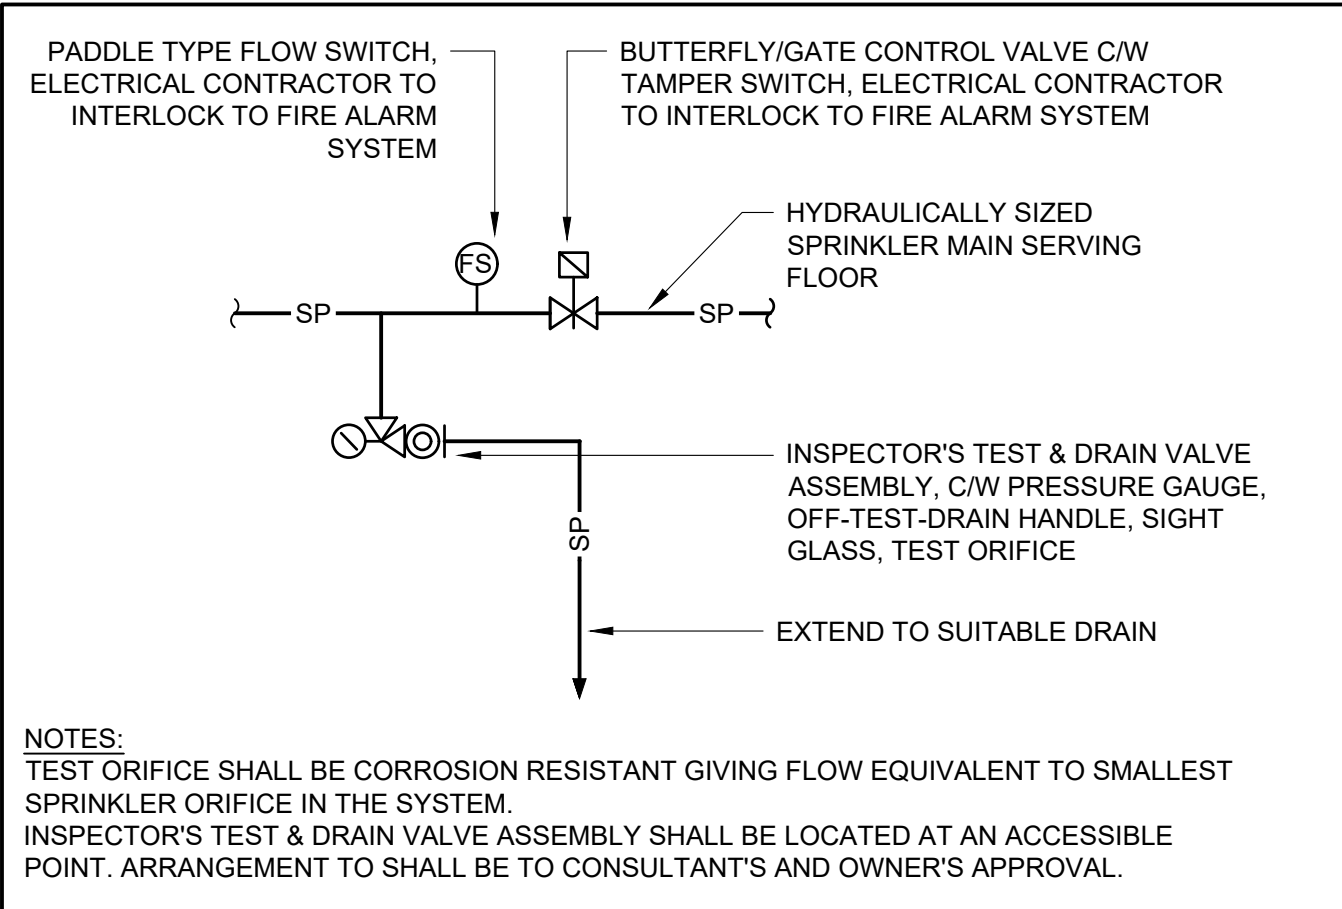 PADDLE TYPE FLOW SWITCH,
ELECTRICAL CONTRACTOR TO
INTERLOCK TO FIRE ALARM
SYSTEM
BUTTERFLY/GATE CONTROL VALVE C/W
TAMPER SWITCH, ELECTRICAL CONTRACTOR
TO INTERLOCK TO FIRE ALARM SYSTEM
HYDRAULICALLY SIZED
SPRINKLER MAIN SERVING
FLOOR
FS
SP
SP
INSPECTOR'S TEST & DRAIN VALVE
ASSEMBLY, C/W PRESSURE GAUGE,
OFF-TEST-DRAIN HANDLE, SIGHT
GLASS, TEST ORIFICE
SP
EXTEND TO SUITABLE DRAIN
NOTES:
TEST ORIFICE SHALL BE CORROSION RESISTANT GIVING FLOW EQUIVALENT TO SMALLEST
SPRINKLER ORIFICE IN THE SYSTEM.
INSPECTOR'S TEST & DRAIN VALVE ASSEMBLY SHALL BE LOCATED AT AN ACCESSIBLE
POINT. ARRANGEMENT TO SHALL BE TO CONSULTANT'S AND OWNER'S APPROVAL.